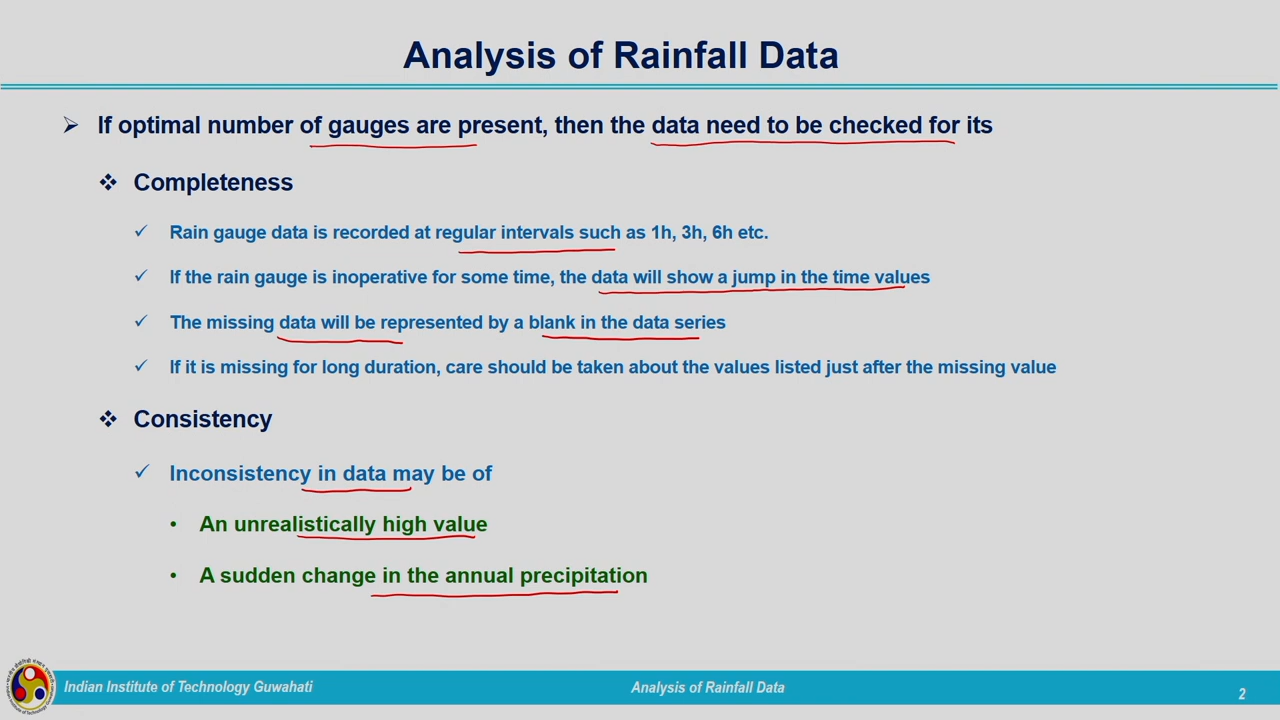 Analysis of Rainfall Data
If optimal number of gauges are present, then the data need to be checked for its
Completeness
Rain gauge data is recorded at regular intervals such as 1h, 3h, 6h etc.
If the rain gauge is inoperative for some time, the data will show a jump in the time values
The missing data will be represented by a blank in the data series
If it is missing for long duration, care should be taken about the values listed just after the missing value
Consistency
Inconsistency in data may be of
An unrealistically high value
A sudden change in the annual precipitation
Indian Institute of Technology Guwahati
Analysis of Rainfall Data
2